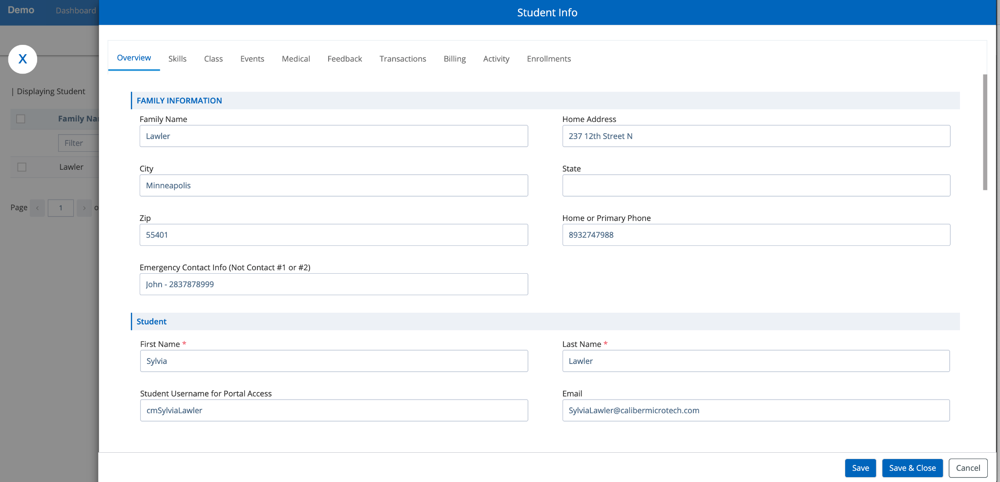 Demo Dashboard
Student Info
X
Overview Skills Class Events Medical Feedback Transactions Billing Activity Enrollments
| Displaying Student
FAMILY INFORMATION
Family Name Home Address
Lawler 237 12th Street N
City State
Minneapolis
Zip Home or Primary Phone
55401 8932747988
Emergency Contact Info (Not Contact #1 or #2)
John - 2837878999
Student
First Name * Last Name *
Sylvia Lawler
Student Username for Portal Access Email
cmSylviaLawler SylviaLawler@calibermicrotech.com
Family Na
Filter
Lawler
Page < 1 > o
Save Save & Close Cancel